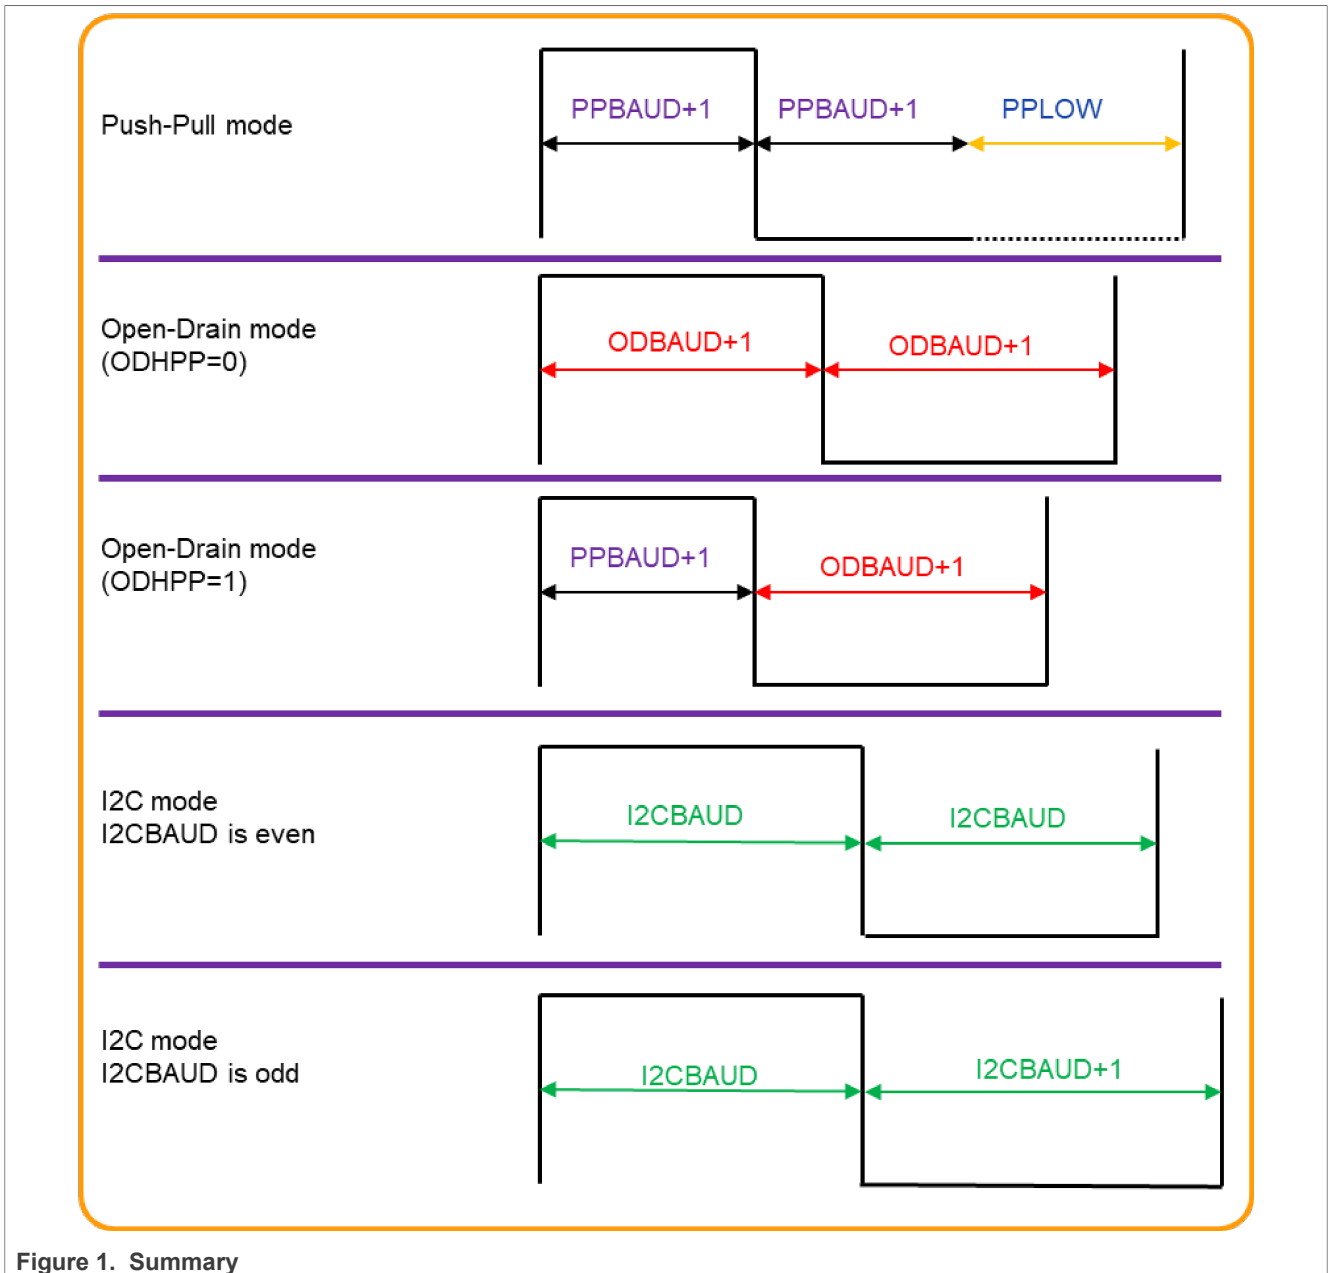 Push-Pull mode
PPBAUD+1
PPBAUD+1
PPLOW
Open-Drain mode
(ODHPP=0)
ODBAUD+1
ODBAUD+1
Open-Drain mode
(ODHPP=1)
PPBAUD+1
ODBAUD+1
I2C mode
I2CBAUD is even
I2CBAUD
I2CBAUD
I2C mode
I2CBAUD is odd
I2CBAUD
I2CBAUD+1
Figure 1. Summary